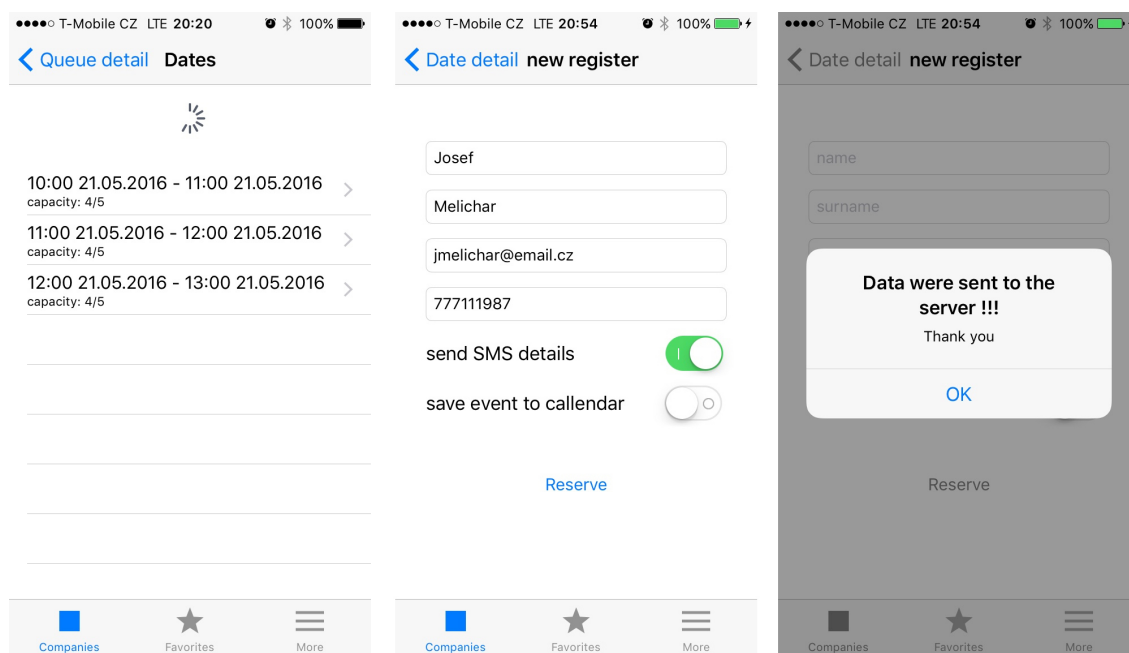 T-Mobile CZ LTE 20:20 100%
Queue detail Dates
10:00 21.05.2016 - 11:00 21.05.2016
capacity: 4/5
11:00 21.05.2016 - 12:00 21.05.2016
capacity: 4/5
12:00 21.05.2016 - 13:00 21.05.2016
capacity: 4/5
Companies Favorites More
T-Mobile CZ LTE 20:54 100%
Date detail new register
Josef
Melichar
jmelichar@email.cz
777111987
send SMS details
save event to callendar
Reserve
Companies Favorites More
T-Mobile CZ LTE 20:54 100%
Date detail new register
name
surname
Data were sent to the
server !!!
Thank you
OK
Reserve
Companies Favorites More